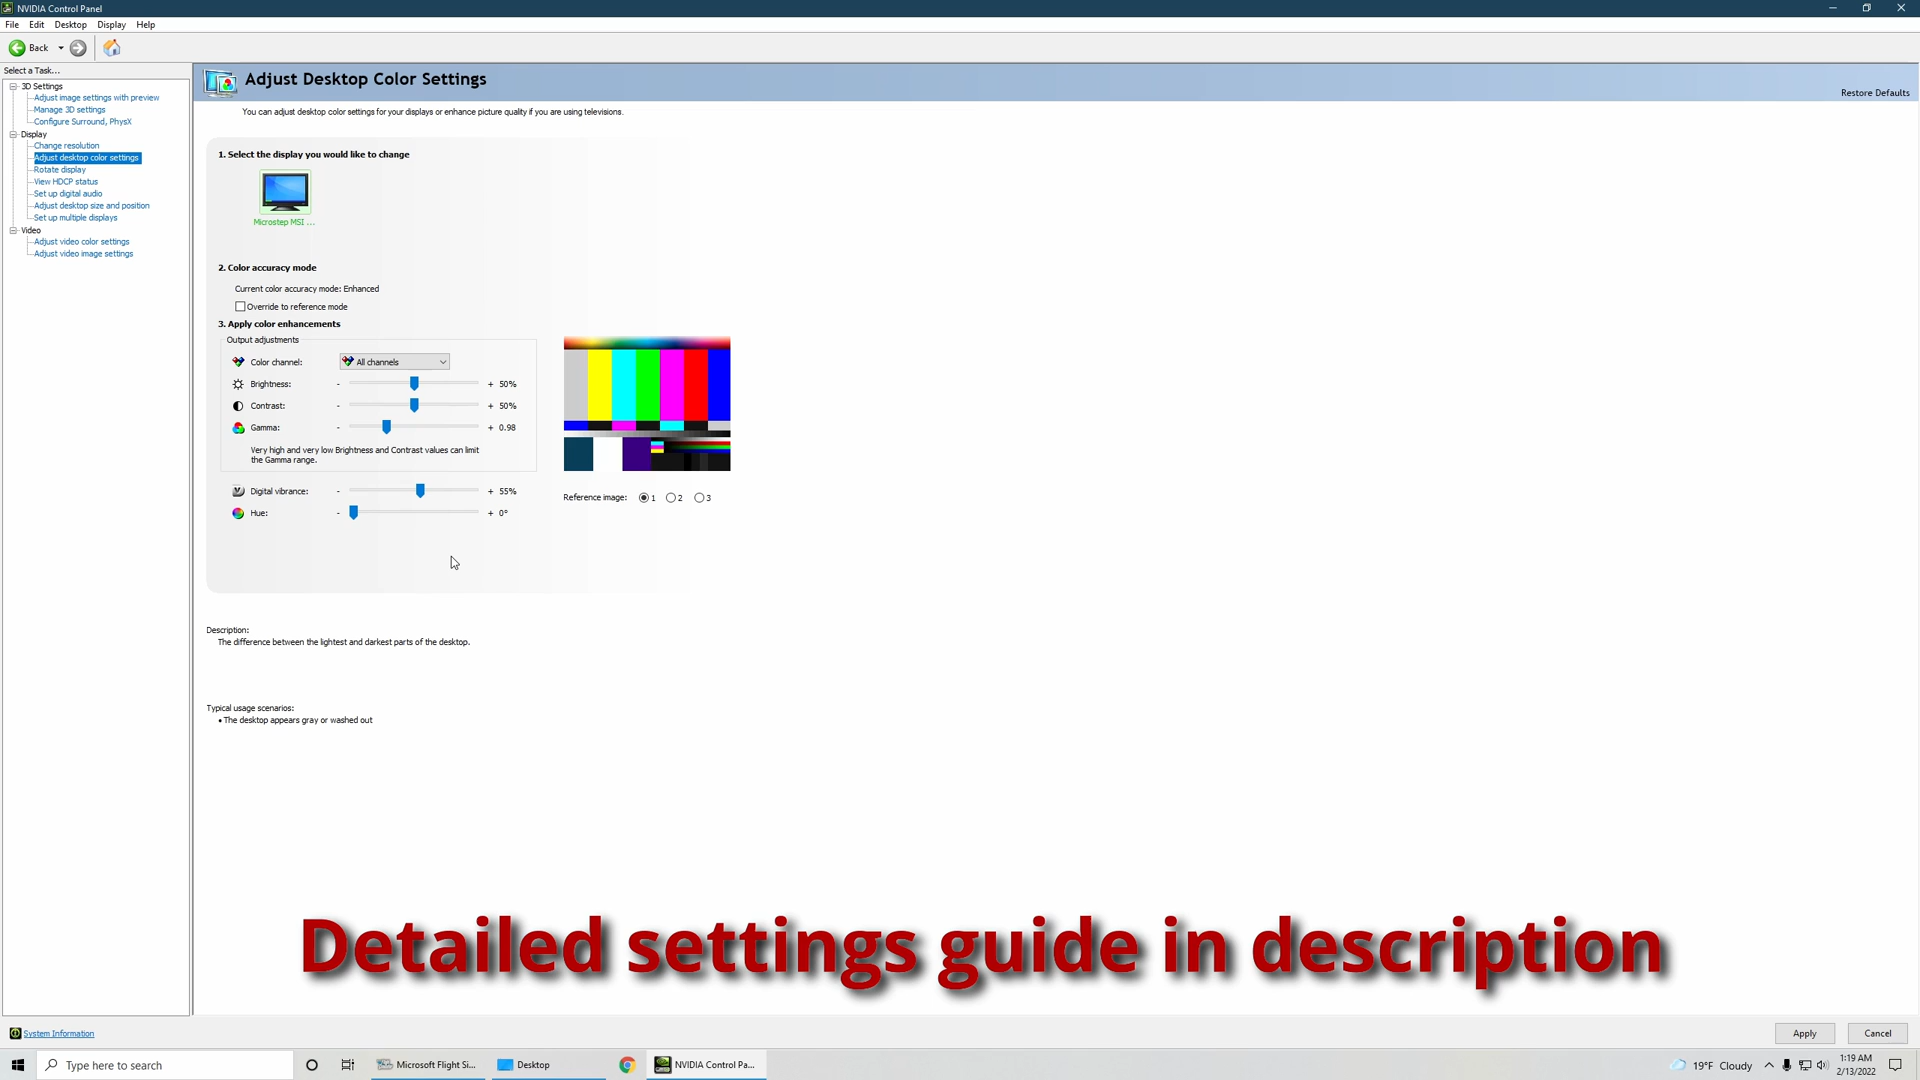 NVIDIA Control Panel
File Edit Desktop Display Help
Back
Select a Task...
3D Settings
Adjust image settings with preview
Manage 3D settings
Configure Surround, PhysX
Display
Change resolution
Adjust desktop color settings
Rotate display
View HDCP status
Set up digital audio
Adjust desktop size and position
Set up multiple displays
Video
Adjust video color settings
Adjust video image settings
Adjust Desktop Color Settings
Restore Defaults
You can adjust desktop color settings for your displays or enhance picture quality if you are using televisions.
1. Select the display you would like to change
Microstep MSI ...
2. Color accuracy mode
Current color accuracy mode: Enhanced
Override to reference mode
3. Apply color enhancements
Output adjustments
Color channel: All channels
Brightness: - + 50%
Contrast: - + 50%
Gamma: - + 0.98
Very high and very low Brightness and Contrast values can limit
the Gamma range.
Digital vibrance: - + 55%
Hue: - + 0°
Reference image: 1 2 3
Description:
The difference between the lightest and darkest parts of the desktop.
Typical usage scenarios:
• The desktop appears gray or washed out
Detailed settings guide in description
System Information
Apply Cancel
Type here to search
Microsoft Flight Si...
Desktop
NVIDIA Control Pa...
19°F Cloudy
1:19 AM
2/13/2022